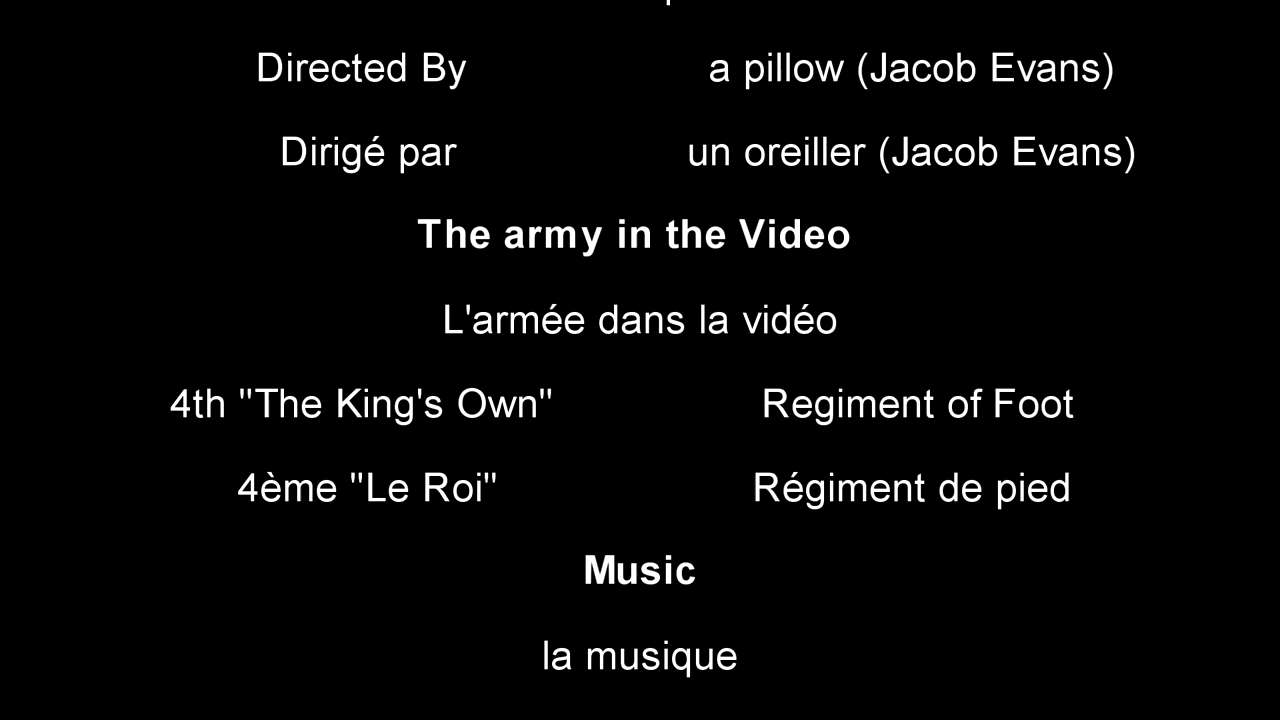 Directed By a pillow (Jacob Evans)
Dirigé par un oreiller (Jacob Evans)
The army in the Video
L'armée dans la vidéo
4th "The King's Own" Regiment of Foot
4ème "Le Roi" Régiment de pied
Music
la musique